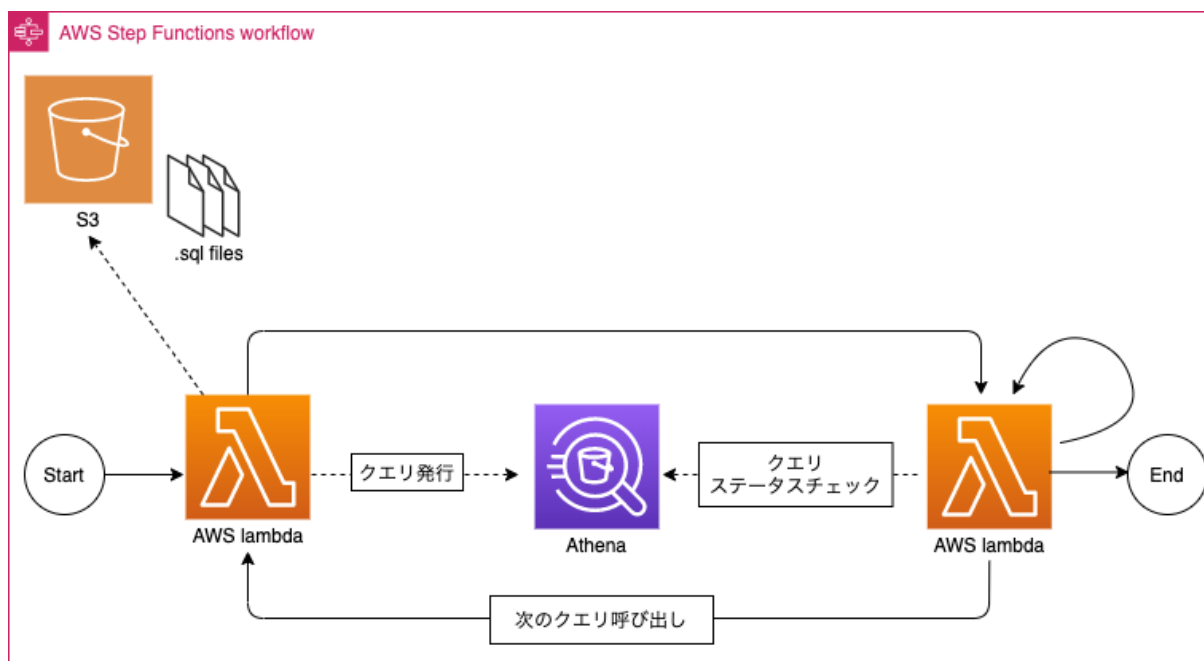 AWS Step Functions workflow
S3
.sql files
Start
AWS lambda
クエリ発行
Athena
クエリ
ステータスチェック
AWS lambda
End
次のクエリ呼び出し